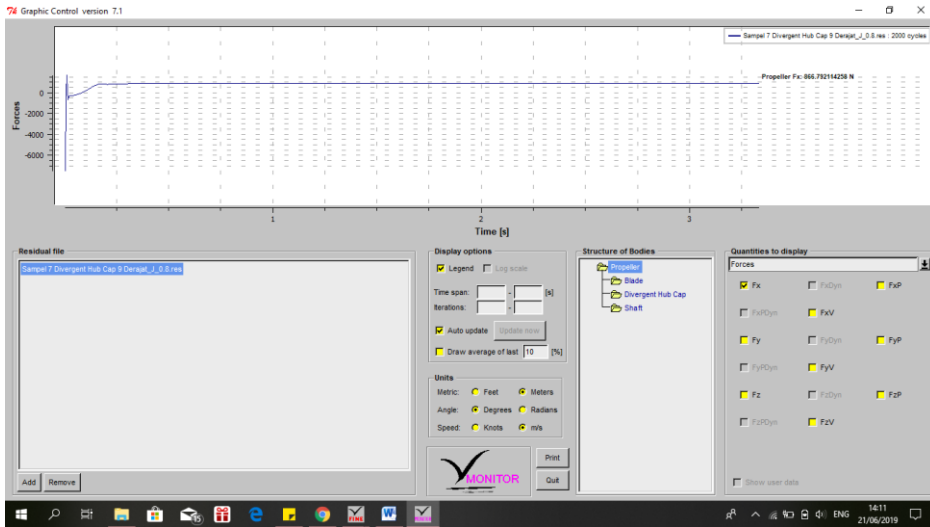 Graphic Control version 7.1
Sampel 7 Divergent Hub Cap 9 Derajat_J_0.8.res : 2000 cycles
Propeller Fx: 866.792114258 N
Forces
0
-2000
-4000
-6000
1
2
3
Time [s]
Residual file
Sampel 7 Divergent Hub Cap 9 Derajat_J_0.8.res
Add
Remove
Display options
Legend
Log scale
Time span:
-
[s]
Iterations:
-
Auto update
Update now
Draw average of last
10
[%]
Units
Metric:
Feet
Meters
Angle:
Degrees
Radians
Speed:
Knots
m/s
MONITOR
Print
Quit
Structure of Bodies
Propeller
Blade
Divergent Hub Cap
Shaft
Quantities to display
Forces
Fx
FxDyn
FxP
FxPDyn
FxV
Fy
FyDyn
FyP
FyPDyn
FyV
Fz
FzDyn
FzP
FzPDyn
FzV
Show user data
ENG
14:11
21/06/2019